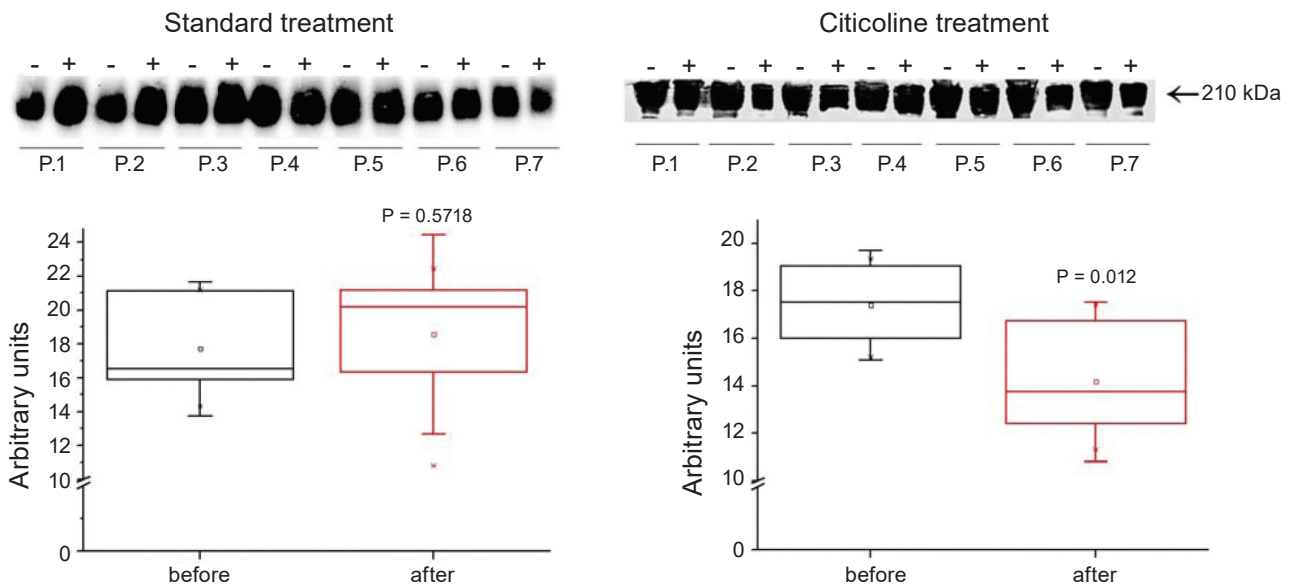 Standard treatment
- + - + - + - + - + - + - +
P.1 P.2 P.3 P.4 P.5 P.6 P.7
Citicoline treatment
- + - + - + - + - + - + - +
210 kDa
P.1 P.2 P.3 P.4 P.5 P.6 P.7
Arbitrary units
24
22
20
18
16
14
12
10
0
P = 0.5718
before after
Arbitrary units
20
18
16
14
12
10
0
P = 0.012
before after